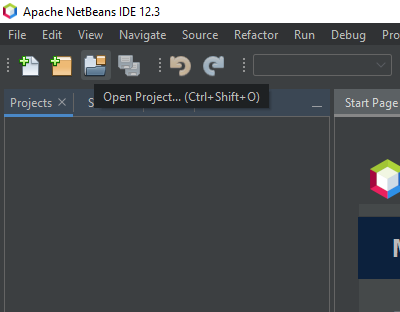 Apache NetBeans IDE 12.3
File Edit View Navigate Source Refactor Run Debug
Open Project... (Ctrl+Shift+O)
Projects Start Page